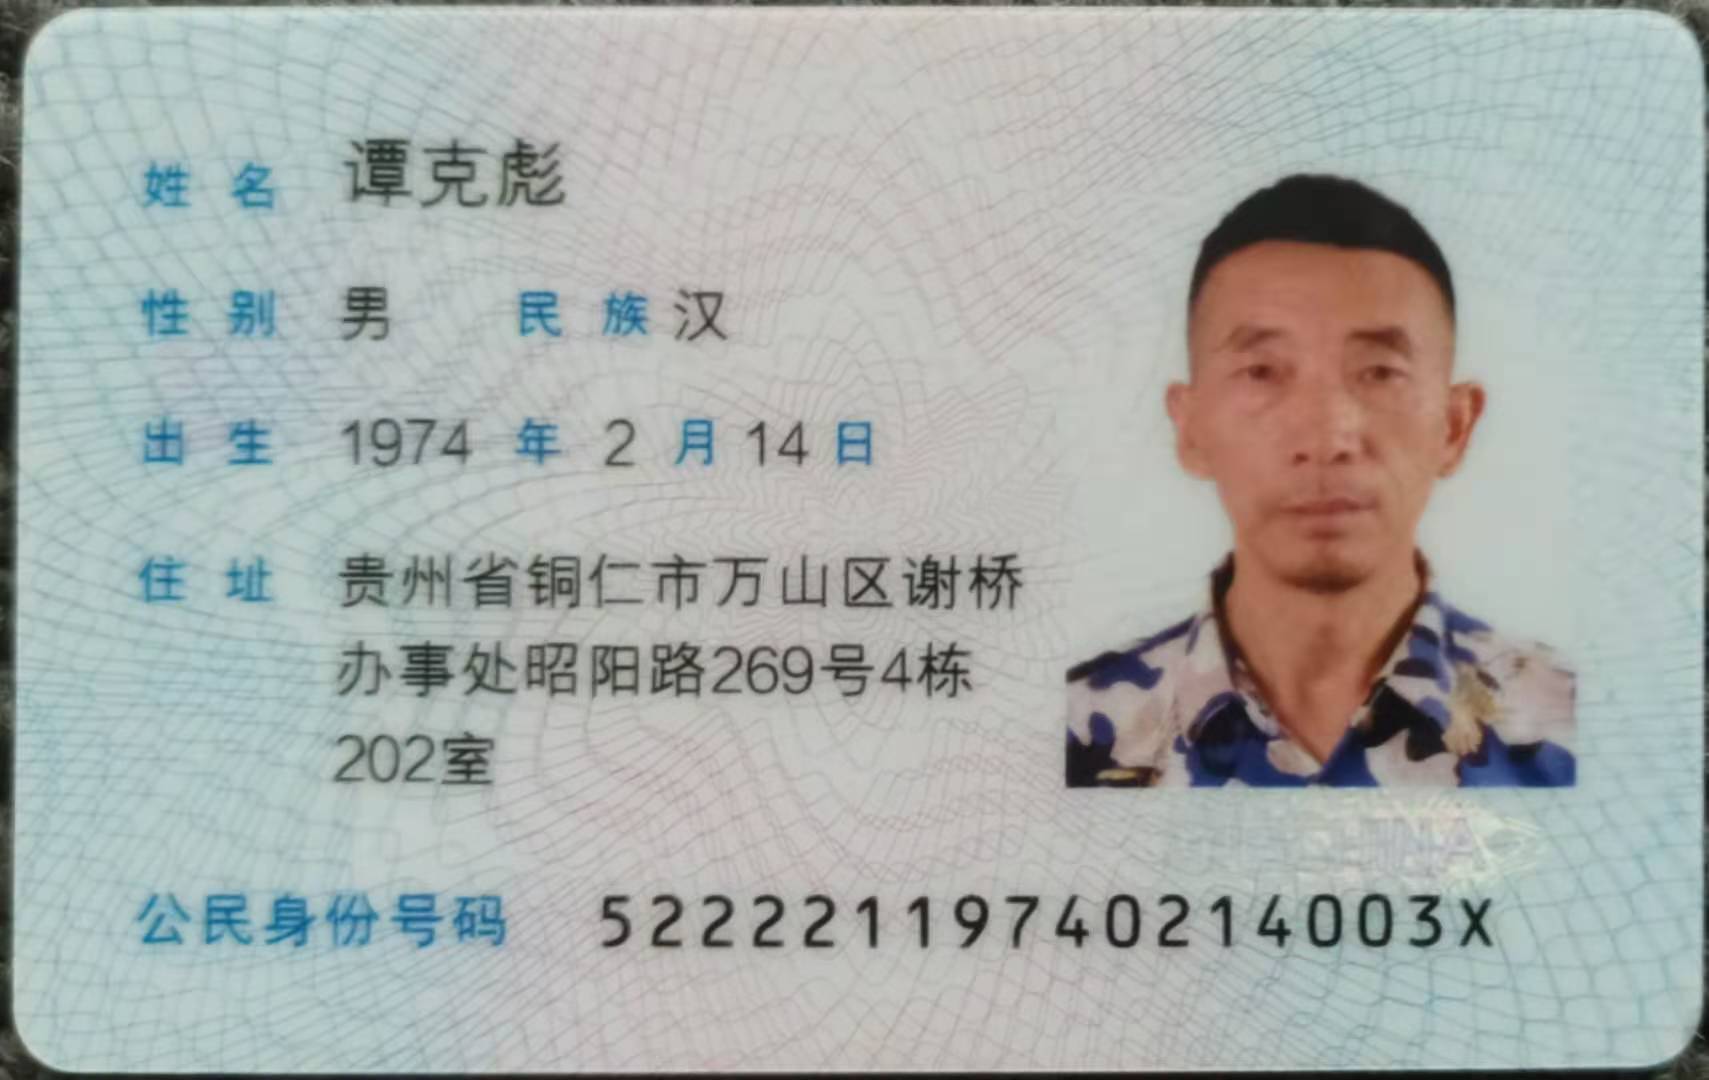 姓名 谭克彪
性别 男 民族 汉
出生 1974 年 2 月 14 日
住址 贵州省铜仁市万山区谢桥
办事处昭阳路269号4栋
202室
公民身份号码 52222119740214003X